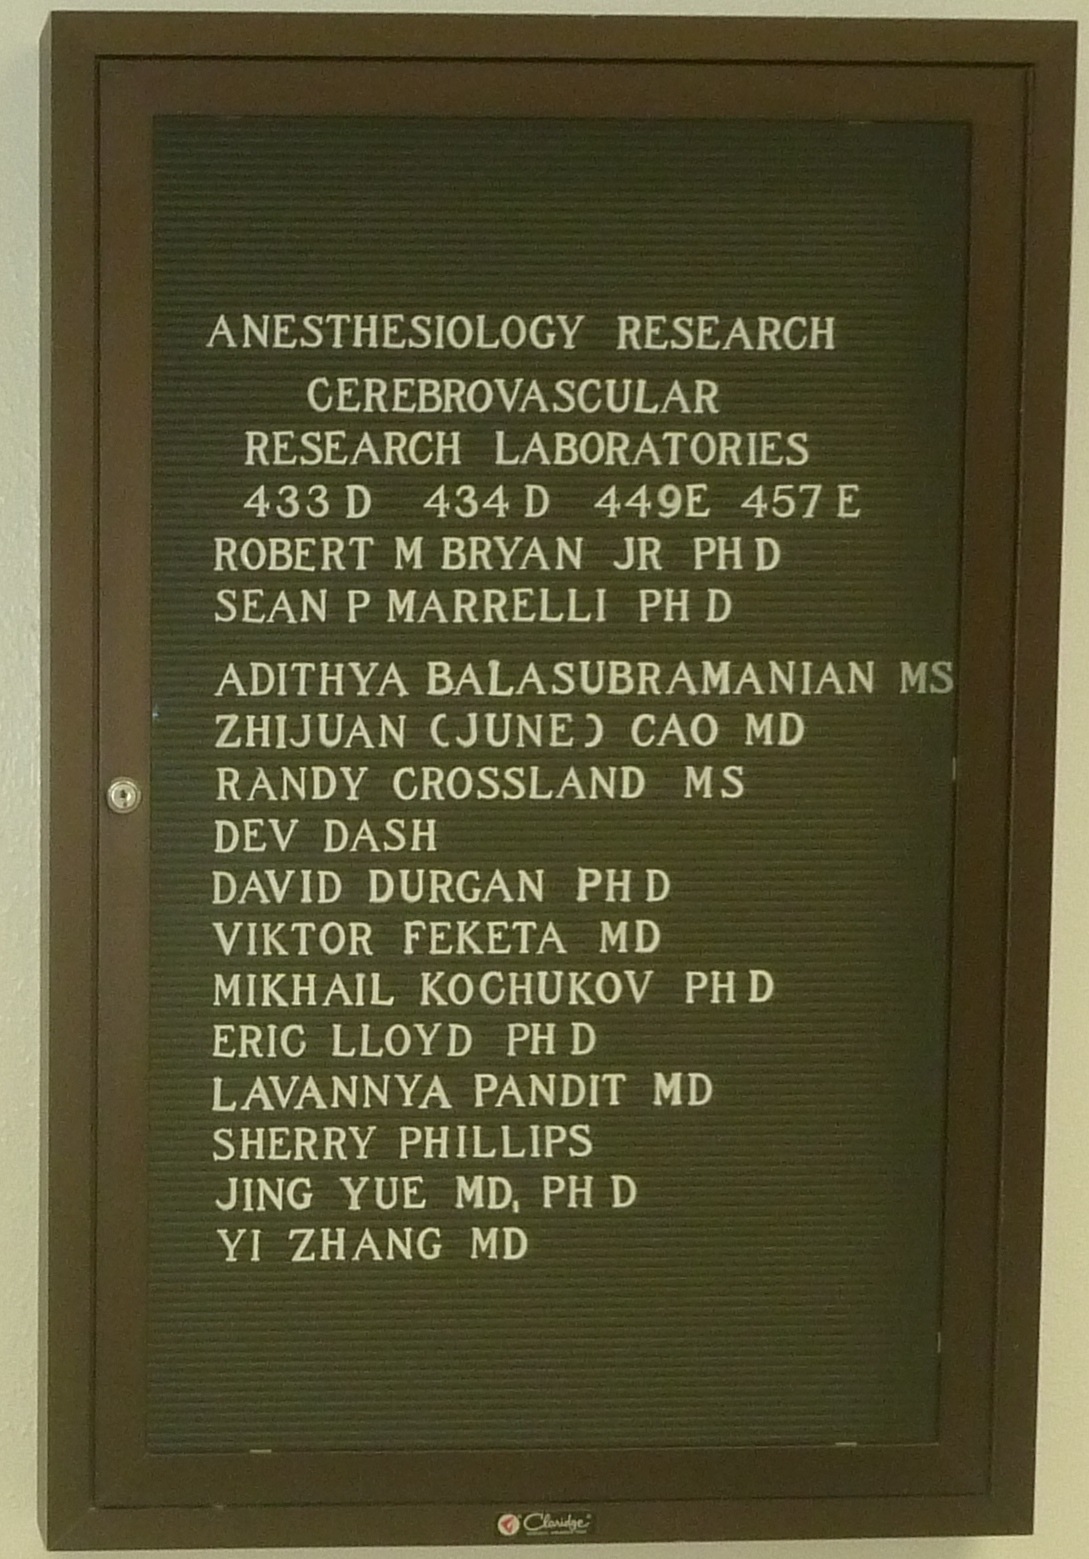 ANESTHESIOLOGY RESEARCH
CEREBROVASCULAR
RESEARCH LABORATORIES
433 D 434 D 449E 457 E
ROBERT M BRYAN JR PH D
SEAN P MARRELLI PH D
ADITHYA BALASUBRAMANIAN MS
ZHIJUAN (JUNE) CAO MD
RANDY CROSSLAND MS
DEV DASH
DAVID DURGAN PH D
VIKTOR FEKETA MD
MIKHAIL KOCHUKOV PH D
ERIC LLOYD PH D
LAVANNYA PANDIT MD
SHERRY PHILLIPS
JING YUE MD, PH D
YI ZHANG MD
Claridge